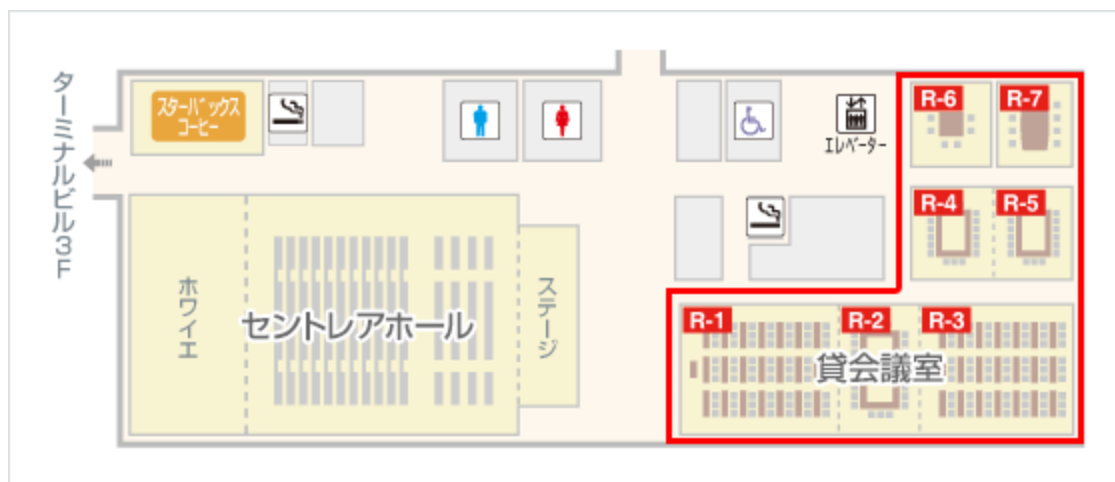 ターミナルビル3F
スターバックス
コーヒー
エレベーター
R-6
R-7
R-4
R-5
ホワイエ
セントレアホール
ステージ
R-1
R-2
R-3
貸会議室